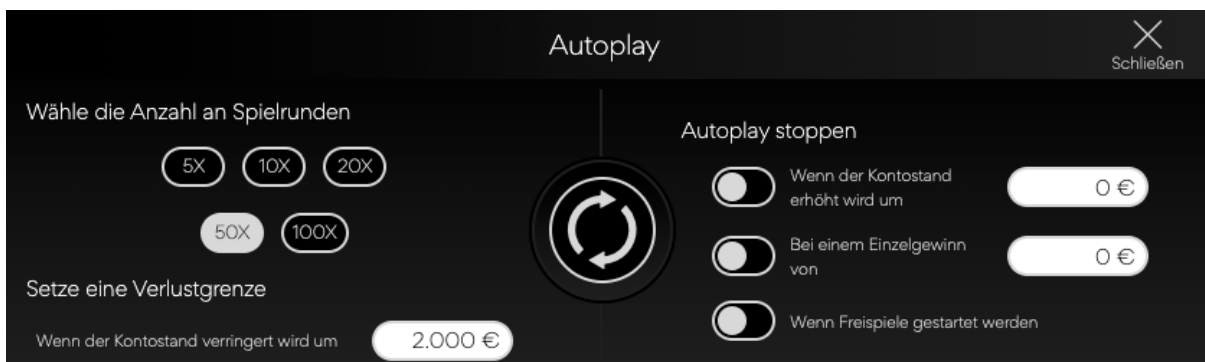 Autoplay
Schließen
Wähle die Anzahl an Spielrunden
5X 10X 20X
50X 100X
Setze eine Verlustgrenze
Wenn der Kontostand verringert wird um 2.000 €
Autoplay stoppen
Wenn der Kontostand
erhöht wird um
0 €
Bei einem Einzelgewinn
von
0 €
Wenn Freispiele gestartet werden